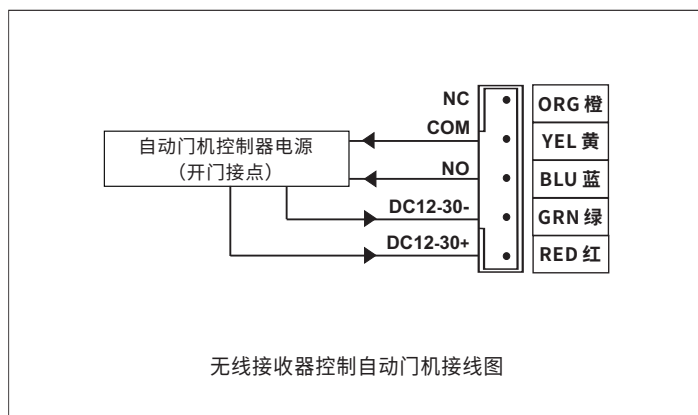 NC
ORG 橙
COM
YEL 黄
自动门机控制器电源
（开门接点）
NO
BLU 蓝
DC12-30-
GRN 绿
DC12-30+
RED 红
无线接收器控制自动门机接线图